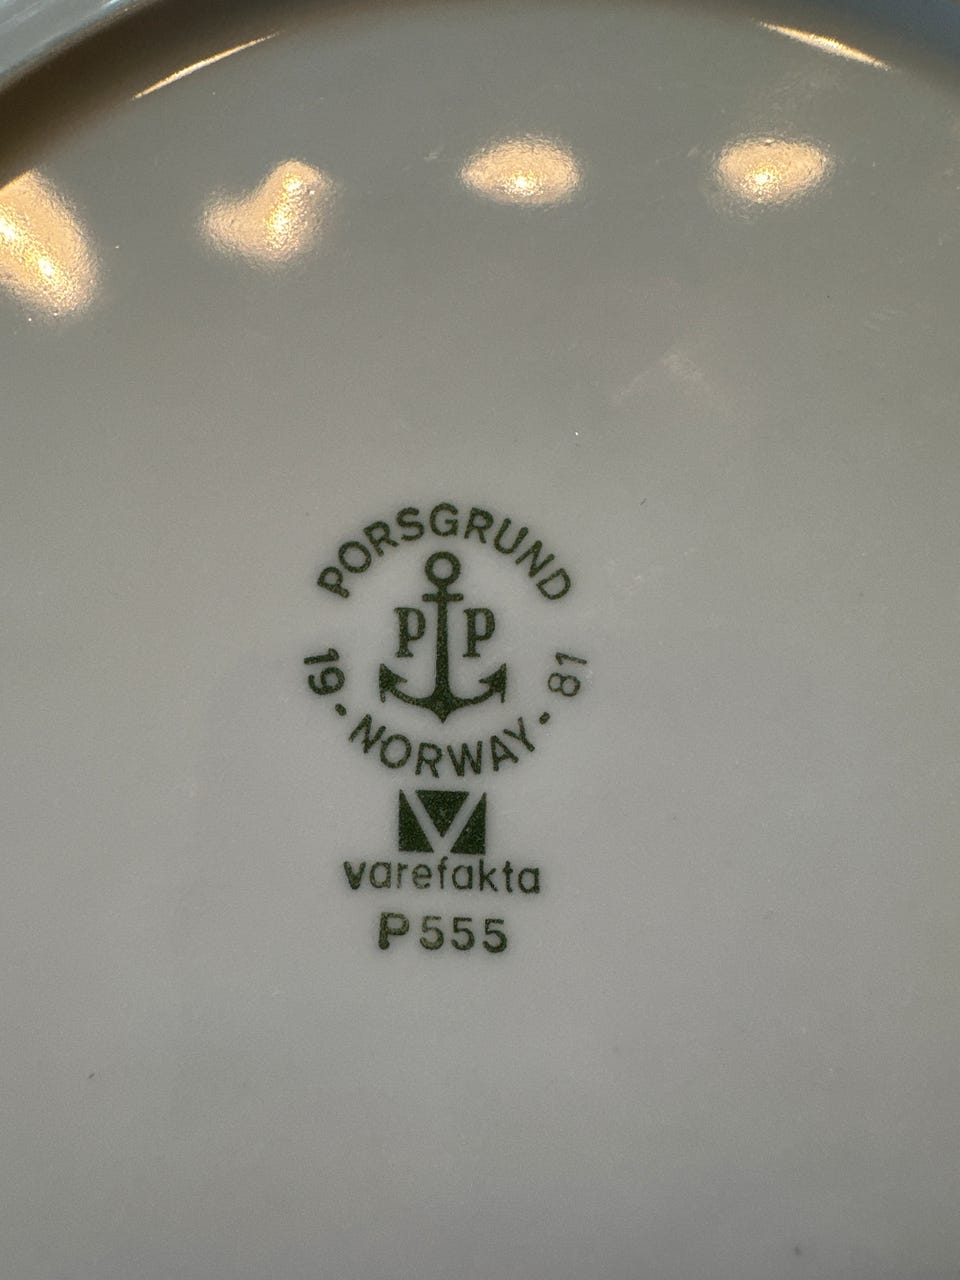 PORSGRUND
P P
19 · NORWAY · 81
varefakta
P555